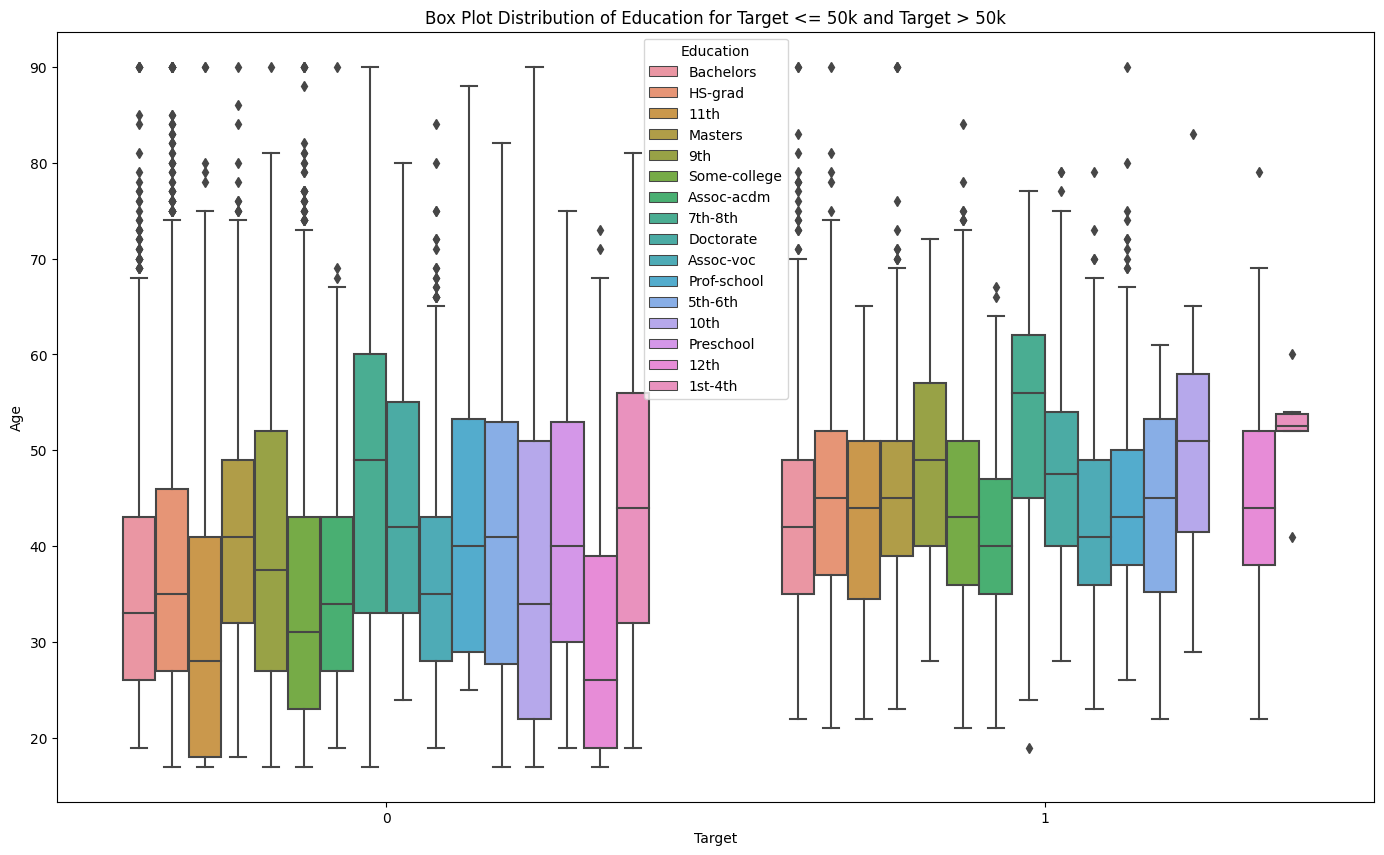 Box Plot Distribution of Education for Target <= 50k and Target > 50k
Education
Bachelors
HS-grad
11th
Masters
9th
Some-college
Assoc-acdm
7th-8th
Doctorate
Assoc-voc
Prof-school
5th-6th
10th
Preschool
12th
1st-4th
Age
90
80
70
60
50
40
30
20
0
1
Target